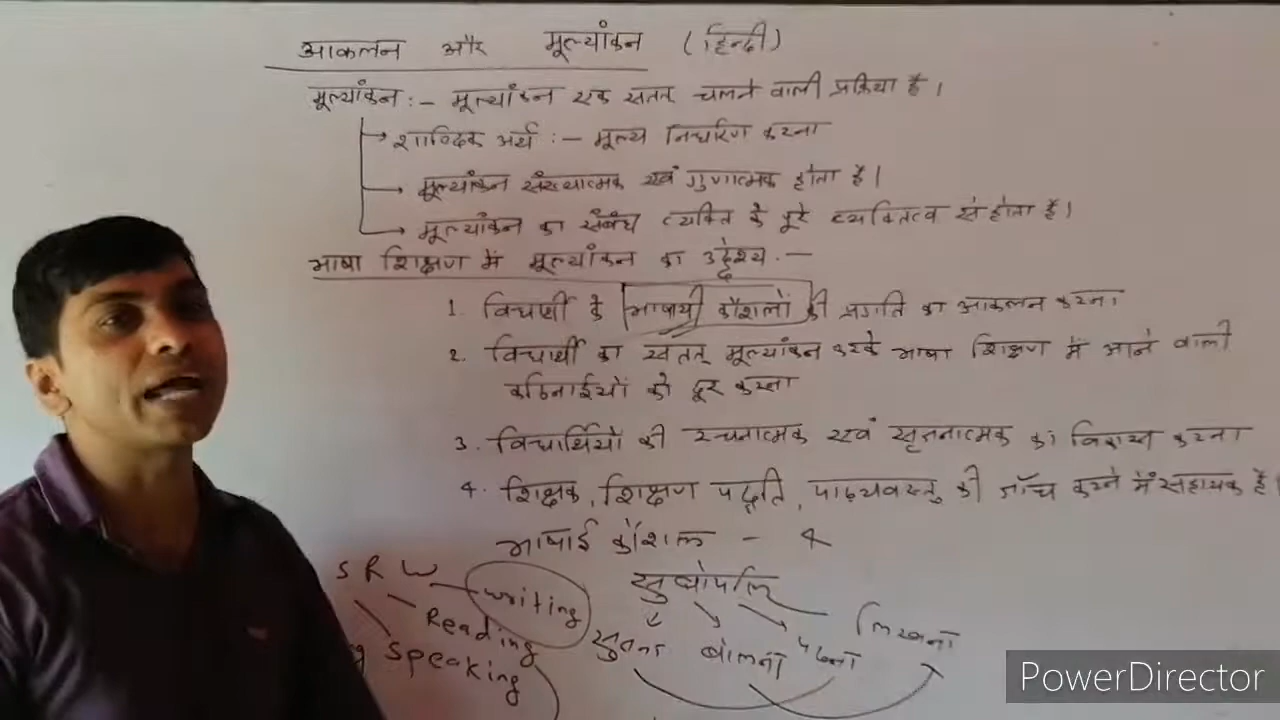 आकलन और मूल्यांकन (हिन्दी)
मूल्यांकन :- मूल्यांकन एक सतत् चलने वाली प्रक्रिया है।
शाब्दिक अर्थ :- मूल्य निर्धारण करना
मूल्यांकन संख्यात्मक एवं गुणात्मक होता है।
मूल्यांकन का संबंध व्यक्ति के पूरे व्यक्तित्व से होता है।
भाषा शिक्षण में मूल्यांकन का उद्देश्य :-
1. विद्यार्थी के भाषायी कौशलों की प्रगति का आकलन करना
2. विद्यार्थी का सतत् मूल्यांकन करके भाषा शिक्षण में आने वाली
कठिनाईयों को दूर करना
3. विद्यार्थियों की रचनात्मक एवं सृजनात्मक का विकास करना
4. शिक्षक, शिक्षण पद्धति, पाठ्यवस्तु की जाँच करने में सहायक है।
भाषाई कौशल - 4
S R W
writing
Reading
Speaking
सुबोपलि
सुनना बोलना पढना लिखना
PowerDirector